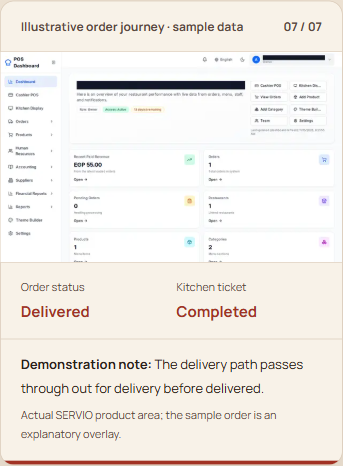 Illustrative order journey · sample data
07 / 07
POS
Dashboard
English
Dashboard
Cashier POS
Kitchen Display
Orders
Products
Human
Resources
Accounting
Suppliers
Financial Reports
Reports
Theme Builder
Settings
Here is an overview of your restaurant performance with live data from orders, menu, staff,
and notifications.
Cashier POS
Kitchen Dis...
View Orders
Add Product
Add Category
Theme Buil...
Team
Settings
EGP 55.00
Open
Orders
1
Open
Pending Orders
0
Open
1
Open
Products
1
Categories
2
Order status
Kitchen ticket
Delivered
Completed
Demonstration note: The delivery path passes
through out for delivery before delivered.
Actual SERVIO product area; the sample order is an
explanatory overlay.